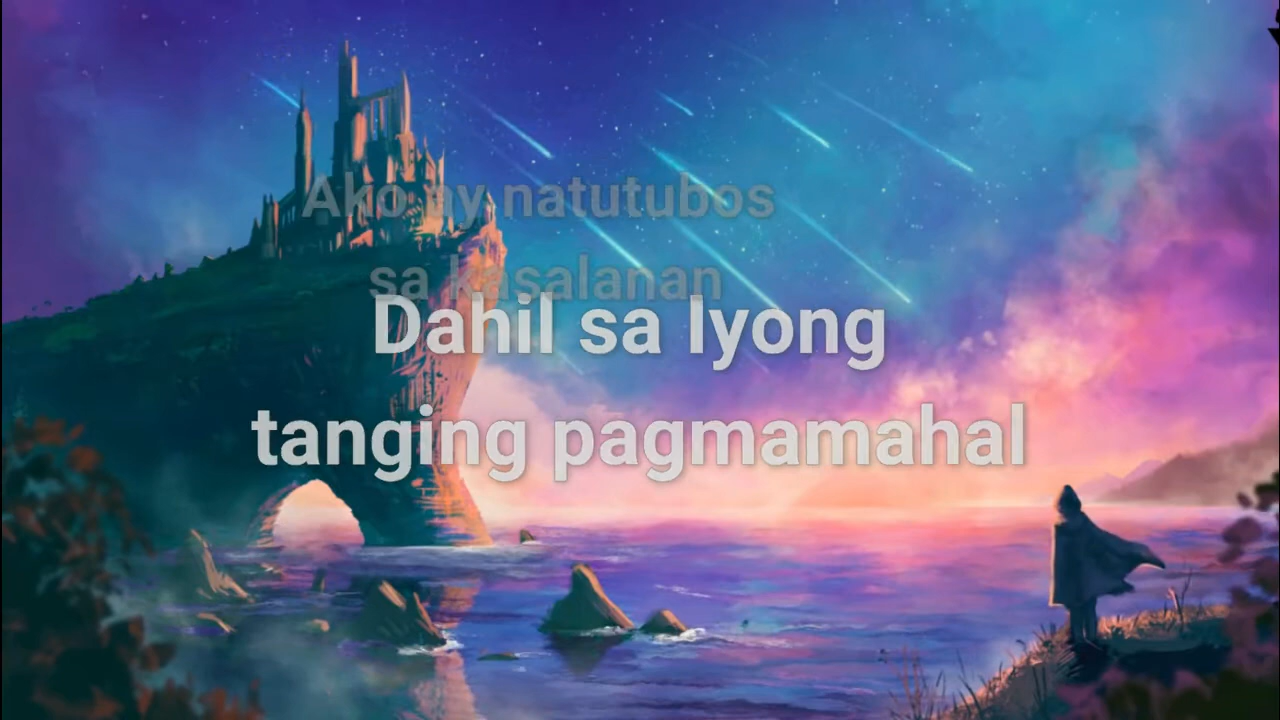 Ako ay natutubos
sa kasalanan
Dahil sa Iyong
tanging pagmamahal